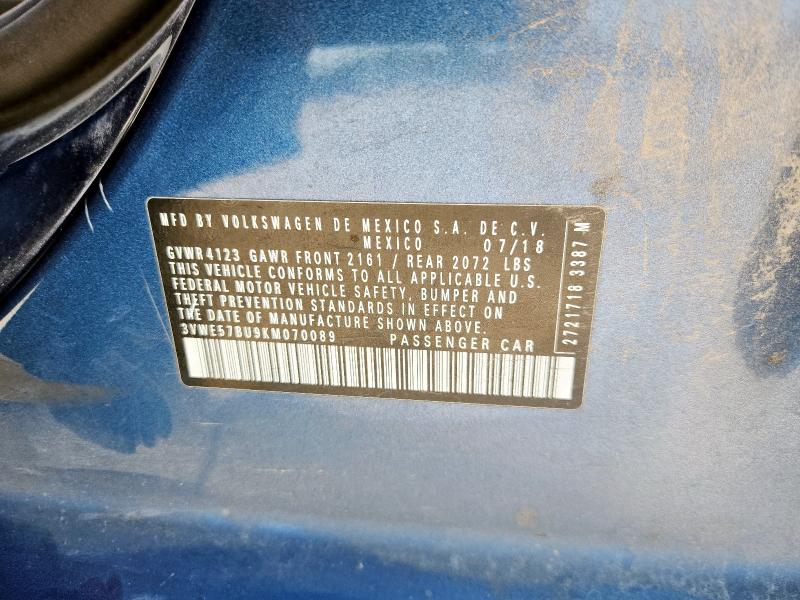 MFD BY VOLKSWAGEN DE MEXICO S.A. DE C.V.
MEXICO 07/18
GVWR4123 GAWR FRONT 2161 / REAR 2072 LBS
THIS VEHICLE CONFORMS TO ALL APPLICABLE U.S.
FEDERAL MOTOR VEHICLE SAFETY, BUMPER AND
THEFT PREVENTION STANDARDS IN EFFECT ON
THE DATE OF MANUFACTURE SHOWN ABOVE.
3VWE57BU9KM070089 PASSENGER CAR
2721718 3387 M